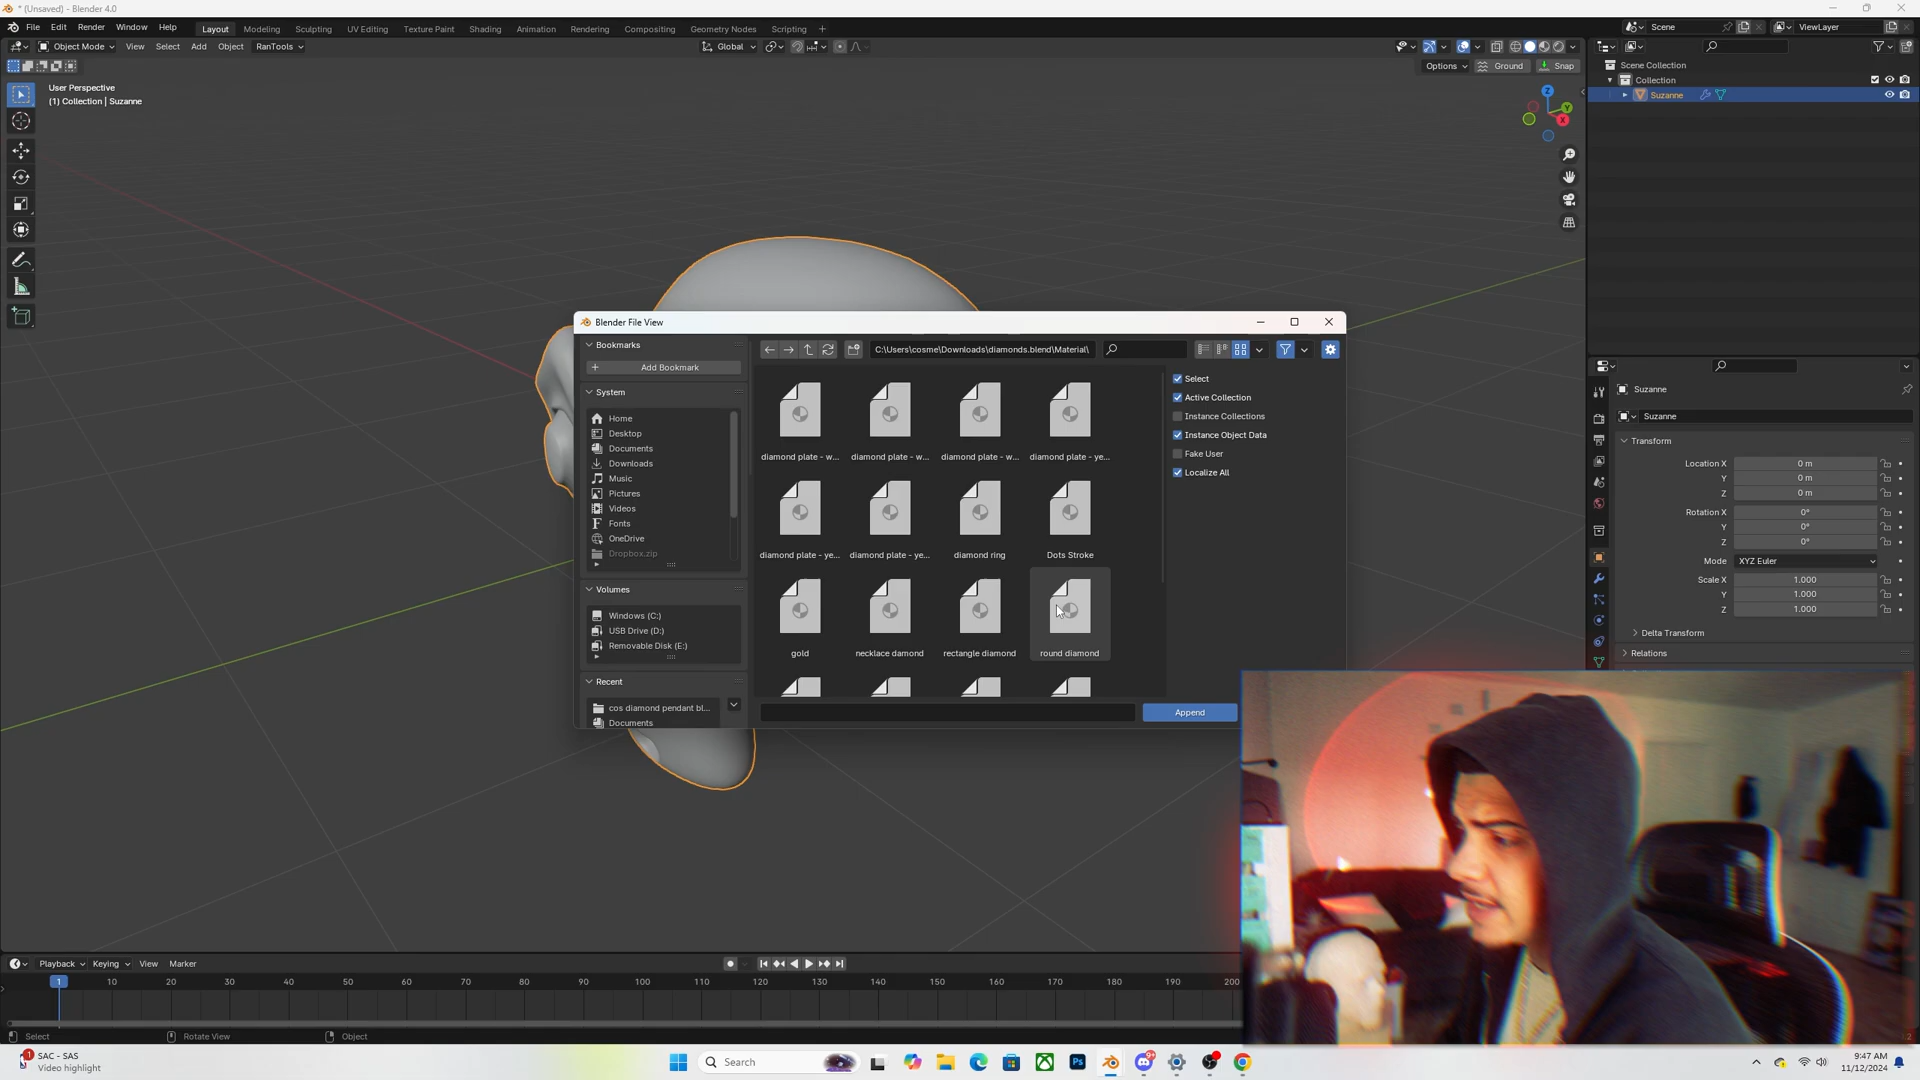 * (Unsaved) - Blender 4.0
File Edit Render Window Help Layout Modeling Sculpting UV Editing Texture Paint Shading Animation Rendering Compositing Geometry Nodes Scripting + Scene ViewLayer
Object Mode View Select Add Object RanTools Global
Options Ground Snap
User Perspective
(1) Collection | Suzanne
Z
Y
X
Scene Collection
Collection
Suzanne
Blender File View
Bookmarks
Add Bookmark
System
Home
Desktop
Documents
Downloads
Music
Pictures
Videos
Fonts
OneDrive
Dropbox.zip
Volumes
Windows (C:)
USB Drive (D:)
Removable Disk (E:)
Recent
cos diamond pendant bl...
Documents
C:\Users\cosme\Downloads\diamonds.blend\Material\
diamond plate - w... diamond plate - w... diamond plate - w... diamond plate - ye...
diamond plate - ye... diamond plate - ye... diamond ring Dots Stroke
gold necklace damond rectangle diamond round diamond
Append
Select
Active Collection
Instance Collections
Instance Object Data
Fake User
Localize All
Suzanne
Suzanne
Transform
Location X 0 m
Y 0 m
Z 0 m
Rotation X 0°
Y 0°
Z 0°
Mode XYZ Euler
Scale X 1.000
Y 1.000
Z 1.000
Delta Transform
Relations
Playback Keying View Marker
1 10 20 30 40 50 60 70 80 90 100 110 120 130 140 150 160 170 180 190 200
Select Rotate View Object
1 SAC - SAS
Video highlight
Search
9:47 AM
11/12/2024